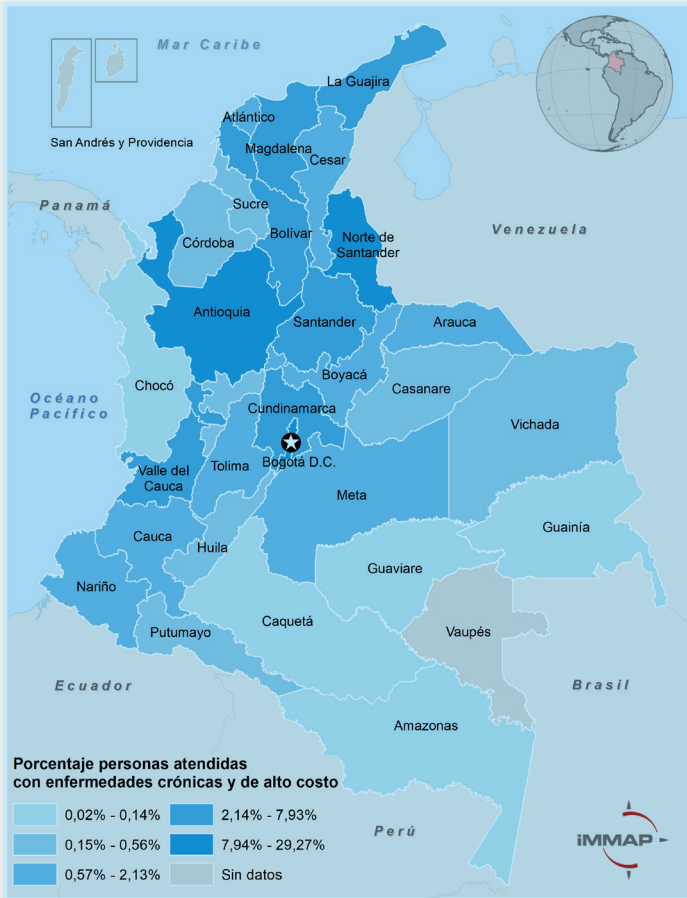 Mar Caribe
La Guajira
Atlántico
San Andrés y Providencia
Magdalena
Cesar
Panamá
Sucre
Venezuela
Córdoba
Bolívar
Norte de
Santander
Antioquia
Santander
Arauca
Boyacá
Chocó
Casanare
Océano
Pacífico
Cundinamarca
Vichada
Bogotá D.C.
Valle del
Cauca
Tolima
Meta
Cauca
Guainía
Huila
Guaviare
Nariño
Caquetá
Putumayo
Vaupés
Ecuador
Brasil
Amazonas
Porcentaje personas atendidas
con enfermedades crónicas y de alto costo
0,02% - 0,14%
2,14% - 7,93%
0,15% - 0,56%
7,94% - 29,27%
0,57% - 2,13%
Sin datos
Perú
iMMAP